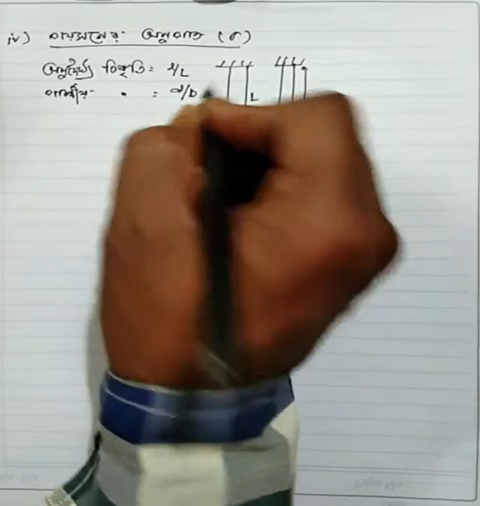 iv) পয়সনের অনুপাত (σ)
অনুদৈর্ঘ্য বিকৃতি = l/L
পার্শ্বীয় " = d/D
L